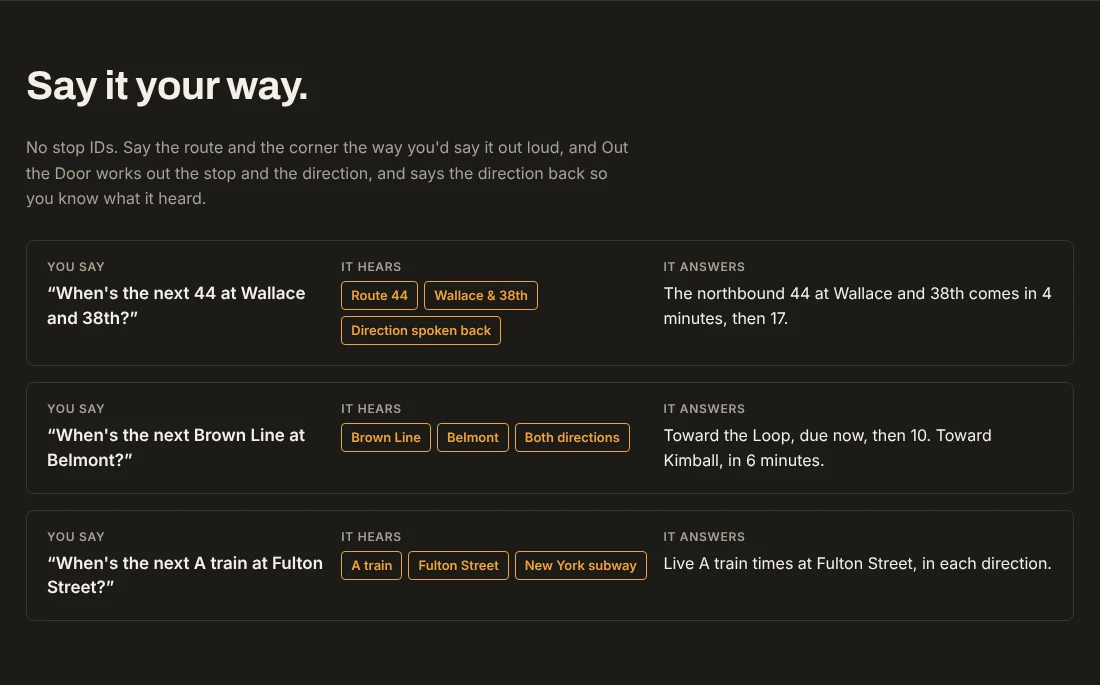 Say it your way.
No stop IDs. Say the route and the corner the way you'd say it out loud, and Out
the Door works out the stop and the direction, and says the direction back so
you know what it heard.
YOU SAY
“When's the next 44 at Wallace
and 38th?”
IT HEARS
Route 44
Wallace & 38th
Direction spoken back
IT ANSWERS
The northbound 44 at Wallace and 38th comes in 4
minutes, then 17.
YOU SAY
“When's the next Brown Line at
Belmont?”
IT HEARS
Brown Line
Belmont
Both directions
IT ANSWERS
Toward the Loop, due now, then 10. Toward
Kimball, in 6 minutes.
YOU SAY
“When's the next A train at Fulton
Street?”
IT HEARS
A train
Fulton Street
New York subway
IT ANSWERS
Live A train times at Fulton Street, in each direction.